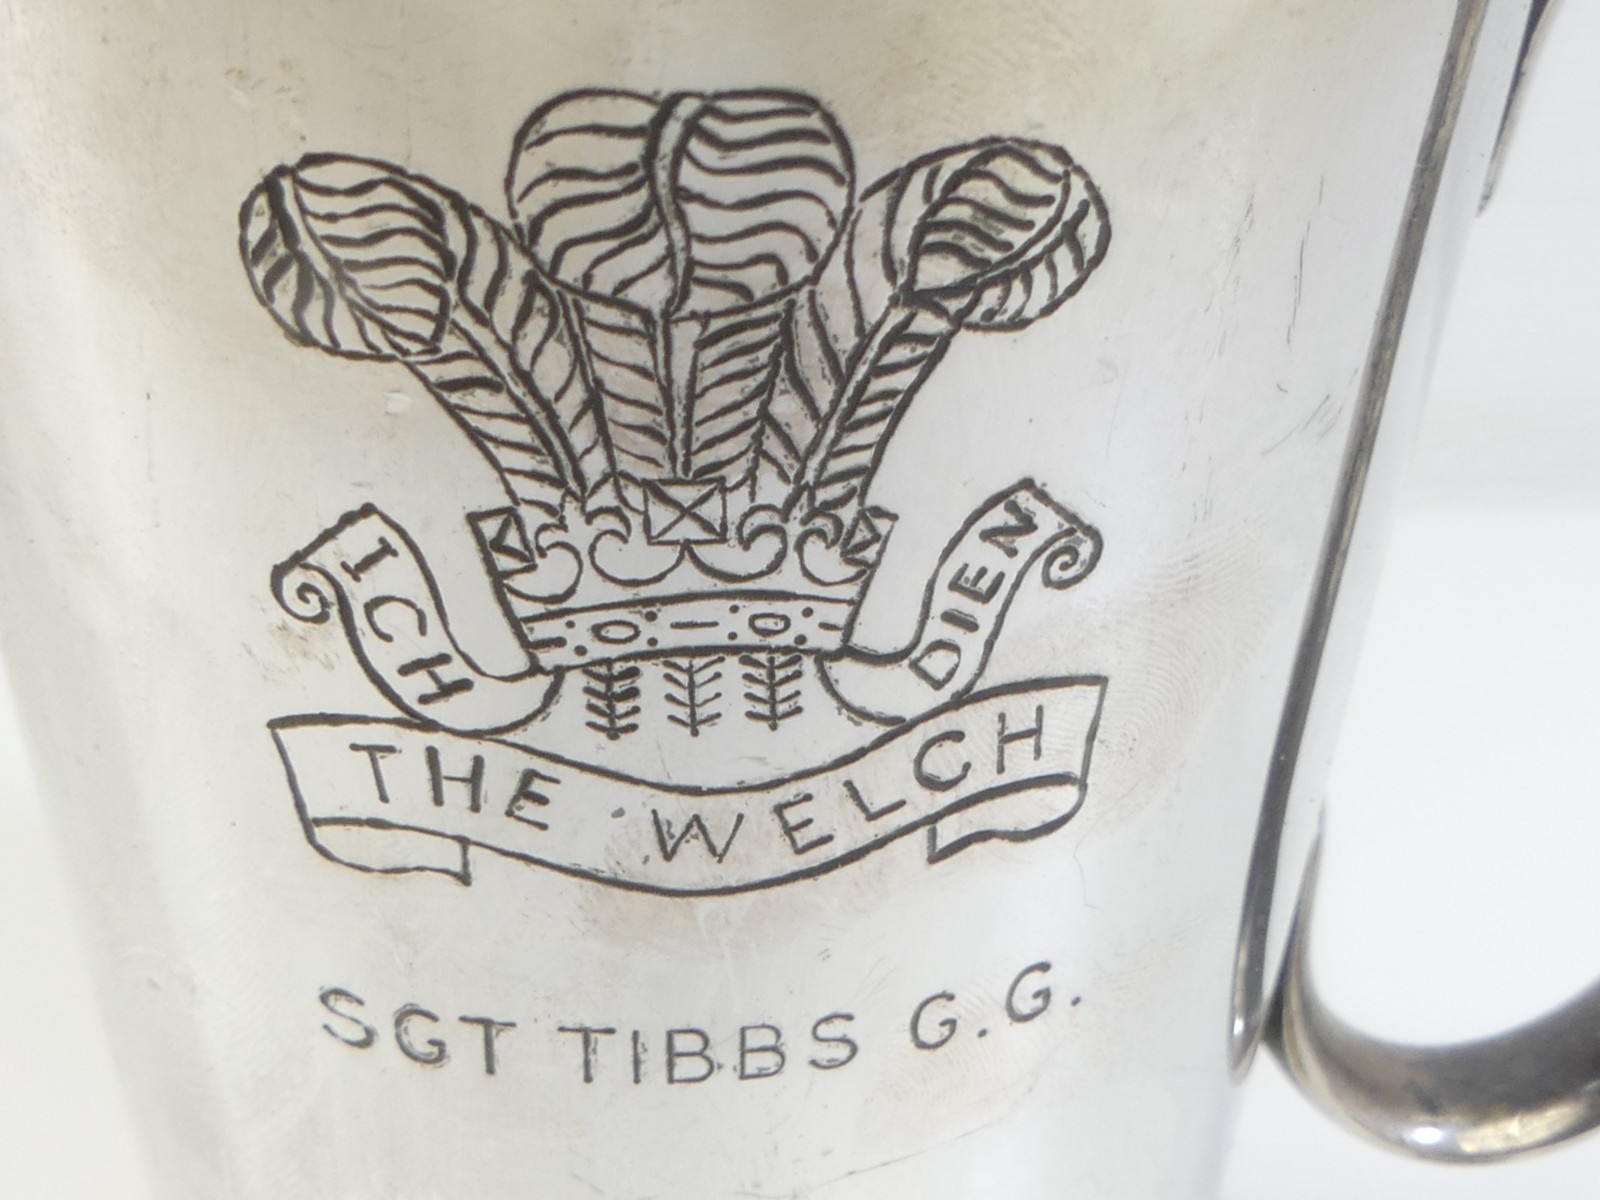 ICH DIEN
THE WELCH
SGT TIBBS G.G.